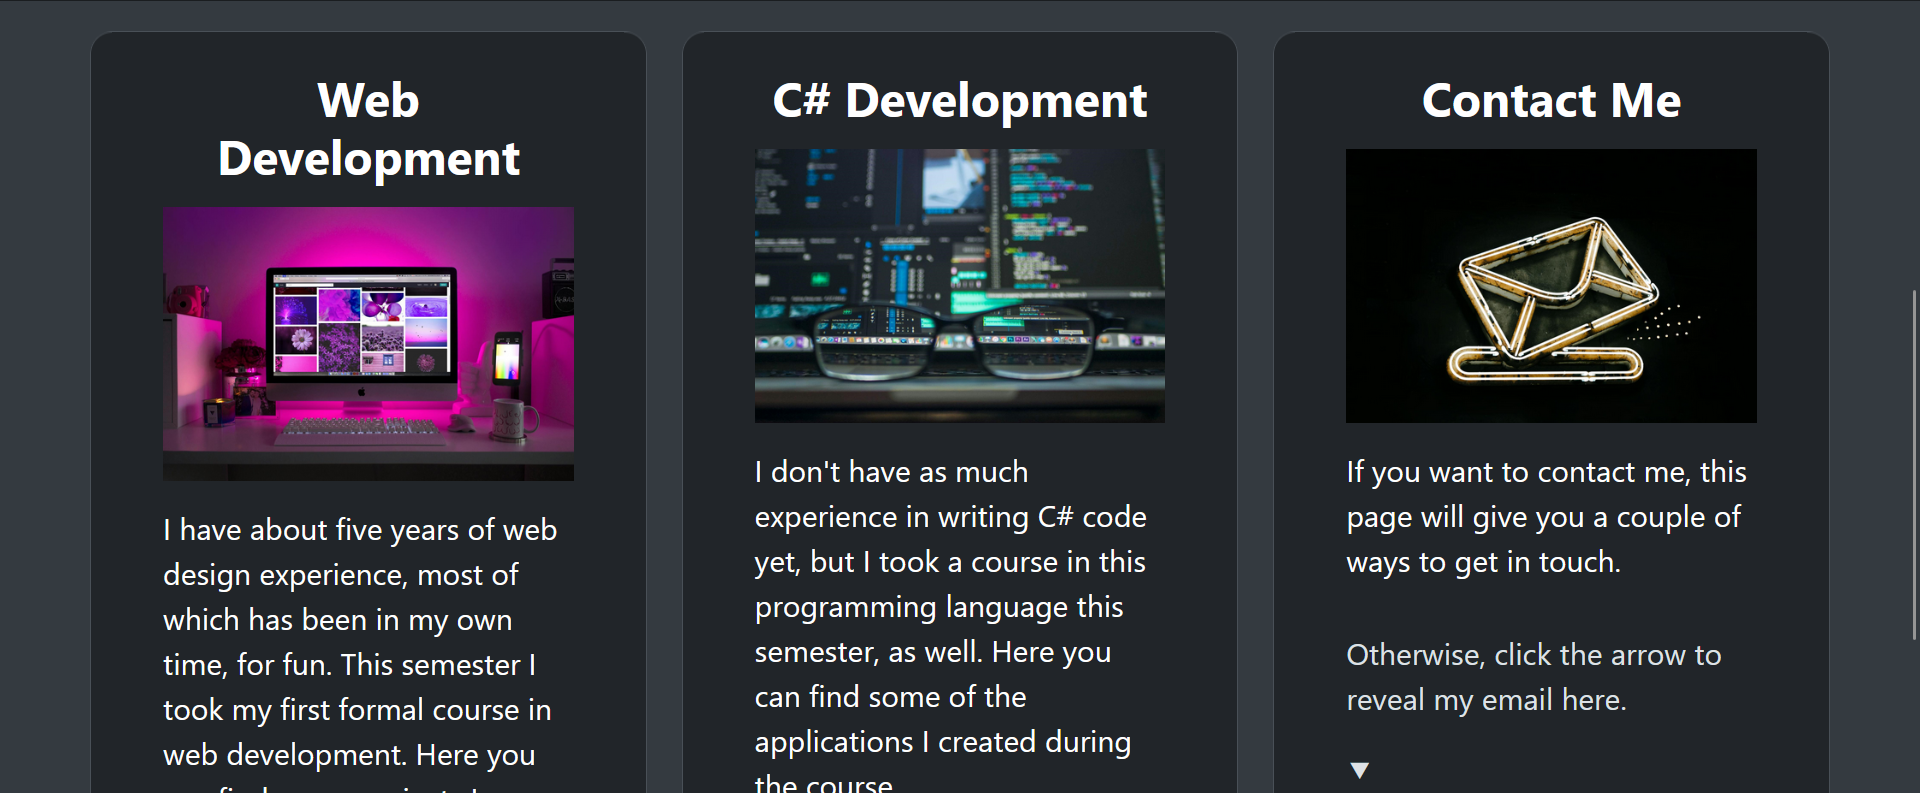 Web
Development
I have about five years of web
design experience, most of
which has been in my own
time, for fun. This semester I
took my first formal course in
web development. Here you
C# Development
I don't have as much
experience in writing C# code
yet, but I took a course in this
programming language this
semester, as well. Here you
can find some of the
applications I created during
the course
Contact Me
If you want to contact me, this
page will give you a couple of
ways to get in touch.
Otherwise, click the arrow to
reveal my email here.